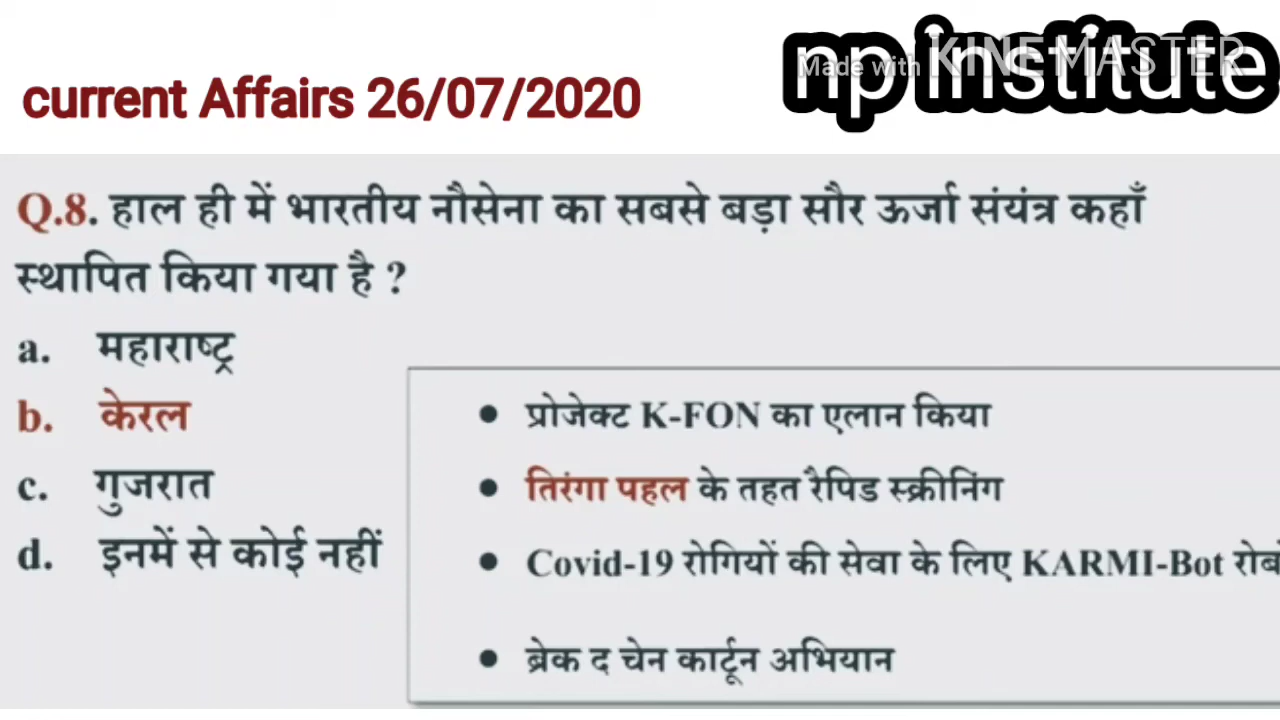 np institute
Made with KINEMASTER
current Affairs 26/07/2020
Q.8. हाल ही में भारतीय नौसेना का सबसे बड़ा सौर ऊर्जा संयंत्र कहाँ
स्थापित किया गया है ?
a. महाराष्ट्र
b. केरल
c. गुजरात
d. इनमें से कोई नहीं
• प्रोजेक्ट K-FON का एलान किया
• तिरंगा पहल के तहत रैपिड स्क्रीनिंग
• Covid-19 रोगियों की सेवा के लिए KARMI-Bot
• ब्रेक द चेन कार्टून अभियान